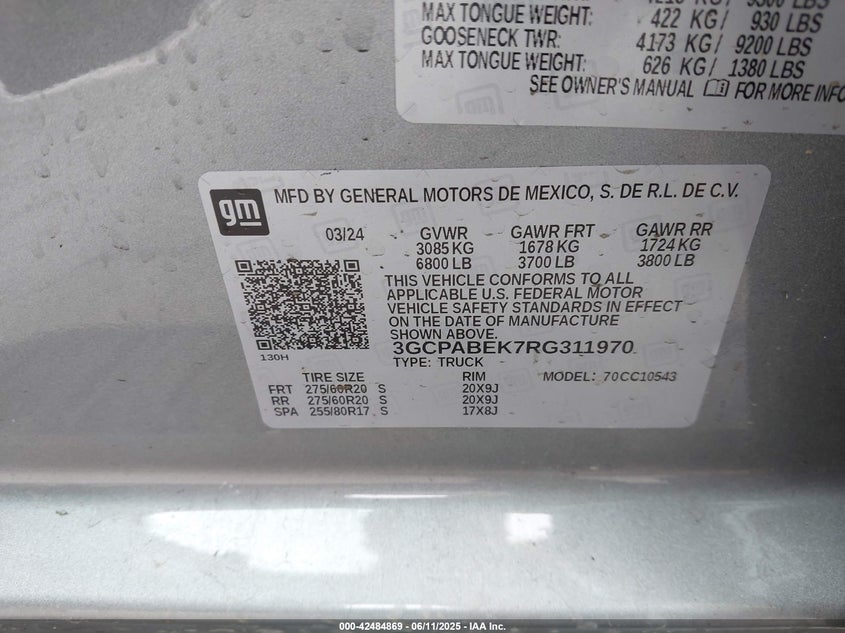 MAX TONGUE WEIGHT: 422 KG/ 930 LBS
GOOSENECK TWR: 4173 KG/ 9200 LBS
MAX TONGUE WEIGHT: 626 KG/ 1380 LBS
SEE OWNER'S MANUAL FOR MORE INFO
gm
MFD BY GENERAL MOTORS DE MEXICO, S. DE R.L. DE C.V.
03/24 GVWR GAWR FRT GAWR RR
3085 KG 1678 KG 1724 KG
6800 LB 3700 LB 3800 LB
THIS VEHICLE CONFORMS TO ALL
APPLICABLE U.S. FEDERAL MOTOR
VEHICLE SAFETY STANDARDS IN EFFECT
ON THE DATE OF MANUFACTURE
SHOWN ABOVE.
130H
3GCPABEK7RG311970
TYPE: TRUCK MODEL: 70CC10543
TIRE SIZE RIM
FRT 275/60R20 S 20X9J
RR 275/60R20 S 20X9J
SPA 255/80R17 S 17X8J
000-42484869 - 06/11/2025 - IAA Inc.